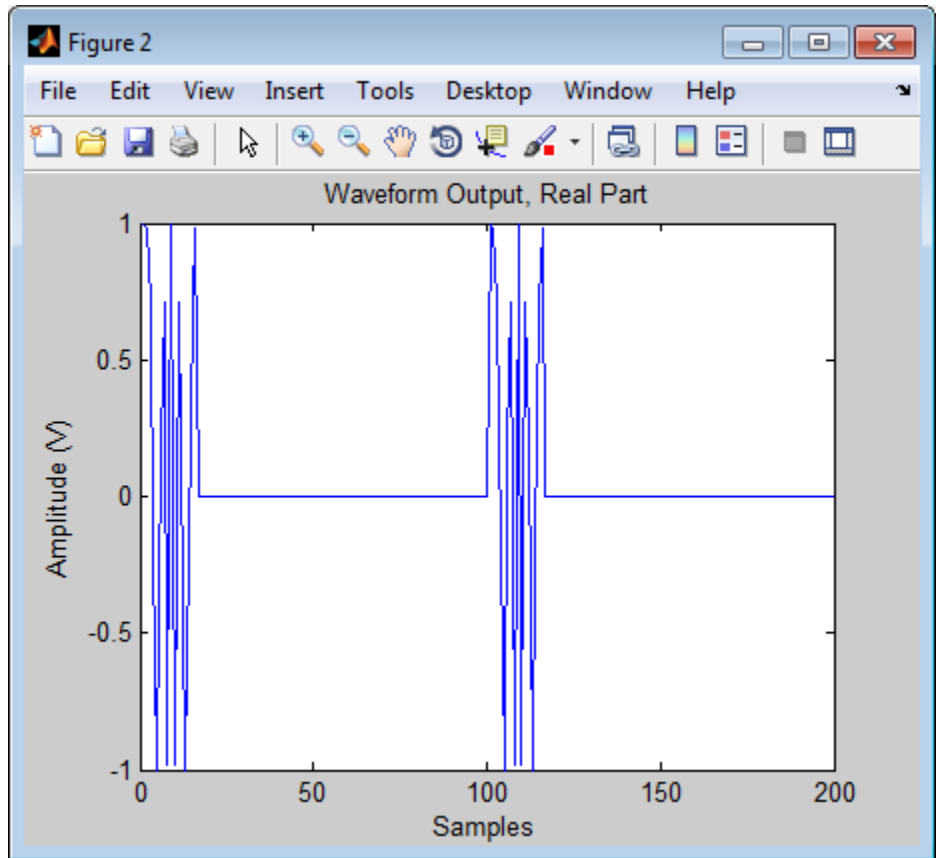 Figure 2
File Edit View Insert Tools Desktop Window Help
Waveform Output, Real Part
1
0.5
0
-0.5
-1
Amplitude (V)
0 50 100 150 200
Samples